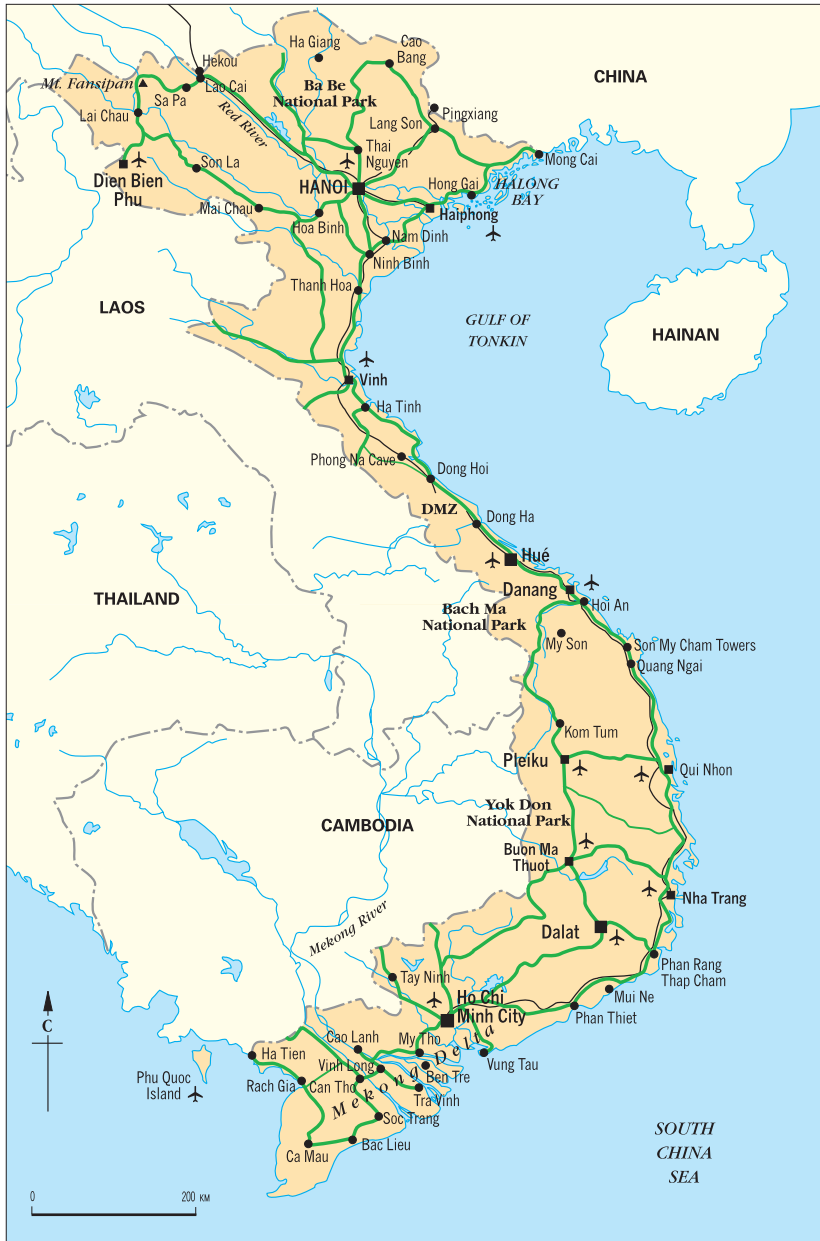 Ha Giang
Cao
Bang
Hekou
CHINA
Mt. Fansipan
Lao Cai
Sa Pa
Ba Be
National Park
Pingxiang
Lai Chau
Red River
Lang Son
Thai
Nguyen
Mong Cai
Son La
Dien Bien
Phu
HANOI
Hong Gai
HALONG
BAY
Mai Chau
Haiphong
Hoa Binh
Nam Dinh
Ninh Binh
Thanh Hoa
LAOS
GULF OF
TONKIN
HAINAN
Vinh
Ha Tinh
Phong Na Cave
Dong Hoi
DMZ
Dong Ha
Hué
THAILAND
Danang
Hoi An
Bach Ma
National Park
My Son
Son My Cham Towers
Quang Ngai
Kom Tum
Pleiku
Qui Nhon
Yok Don
National Park
CAMBODIA
Buon Ma
Thuot
Nha Trang
Mekong River
Dalat
Phan Rang
Thap Cham
Tay Ninh
Mui Ne
Ho Chi
Minh City
Phan Thiet
C
Cao Lanh
My Tho
Vung Tau
Ha Tien
Vinh Long
Ben Tre
Phu Quoc
Island
Rach Gia
Can Tho
Tra Vinh
Mekong Delta
Soc Trang
Ca Mau
Bac Lieu
SOUTH
CHINA
SEA
0 200 KM